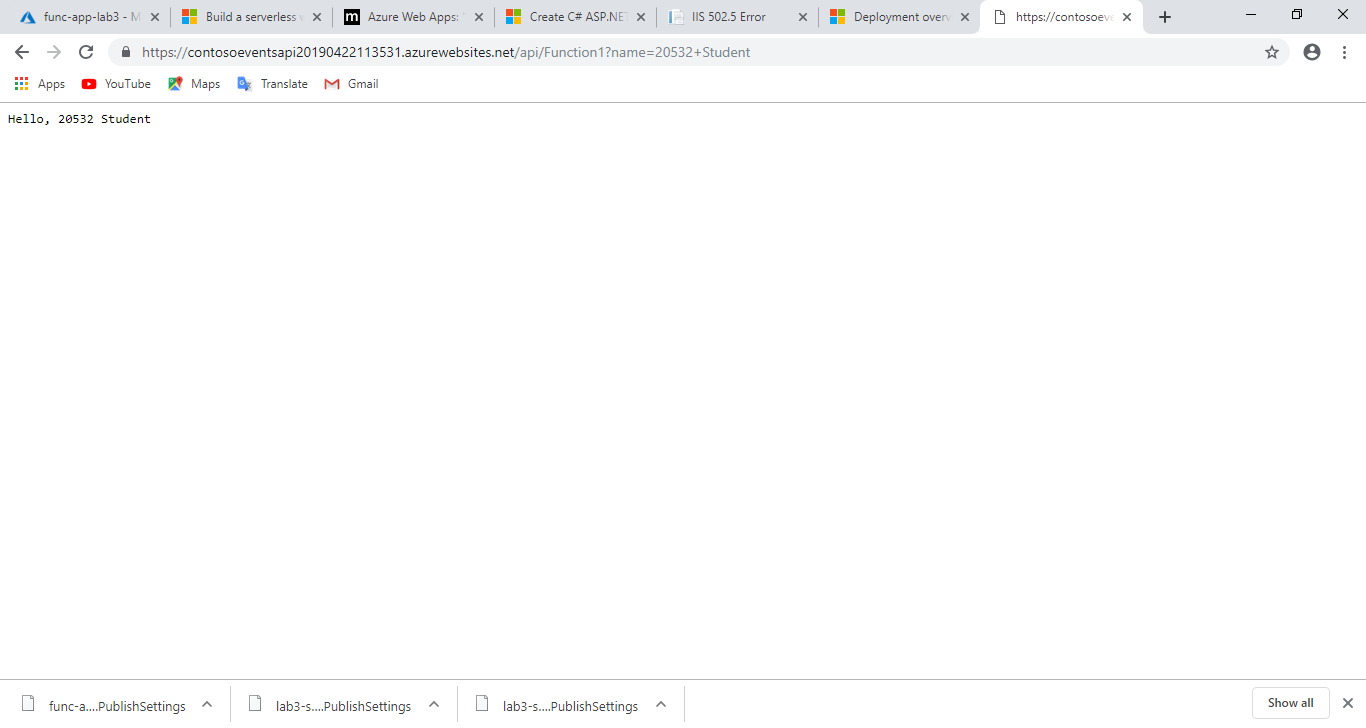 func-app-lab3 - M
Build a serverless
Azure Web Apps:
Create C# ASP.NET
IIS 502.5 Error
Deployment over
https://contosoeve
https://contosoeventsapi20190422113531.azurewebsites.net/api/Function1?name=20532+Student
Apps
YouTube
Maps
Translate
Gmail
Hello, 20532 Student
func-a....PublishSettings
lab3-s....PublishSettings
lab3-s....PublishSettings
Show all